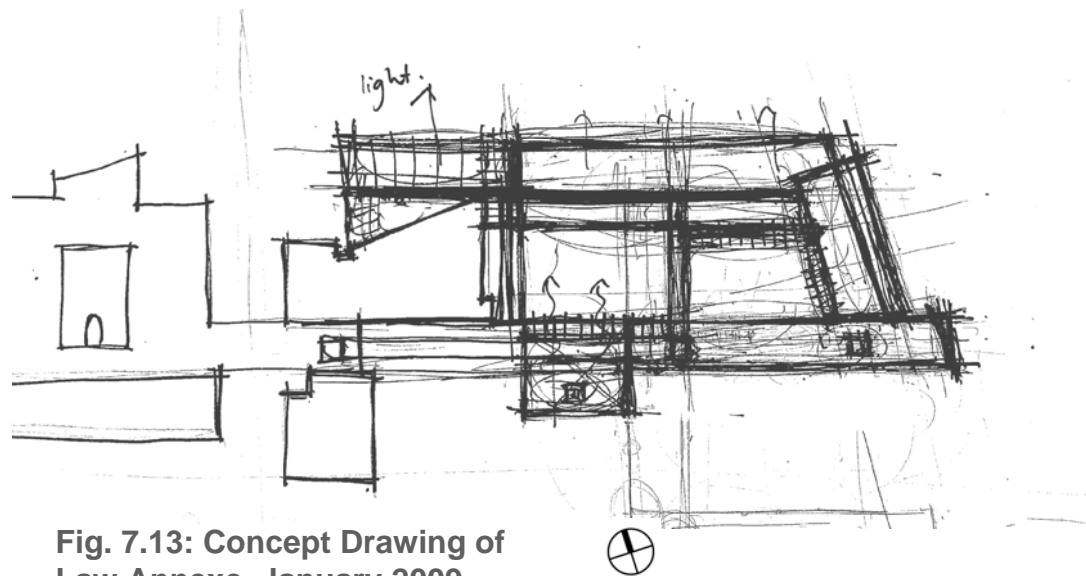 light.
Fig. 7.13: Concept Drawing of
Law Annexe, January 2009